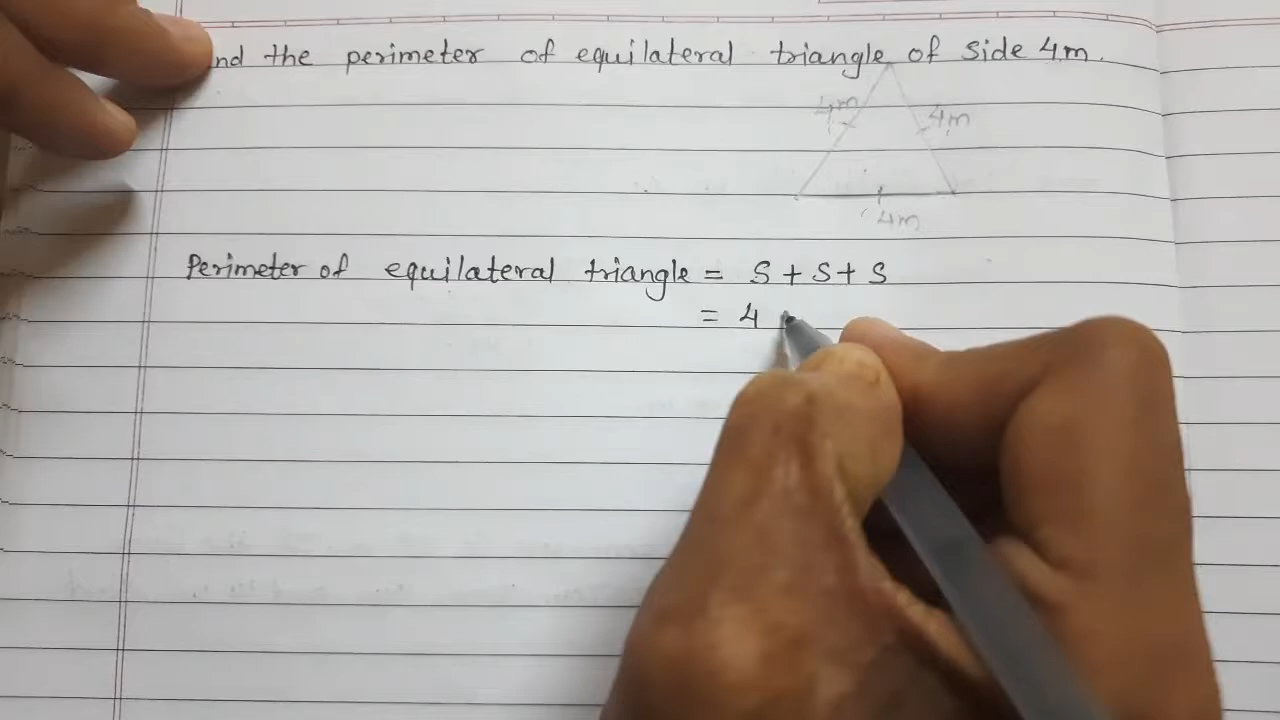 nd the perimeter of equilateral triangle of side 4m.
4m 4m
4m
Perimeter of equilateral triangle = S + S + S
= 4